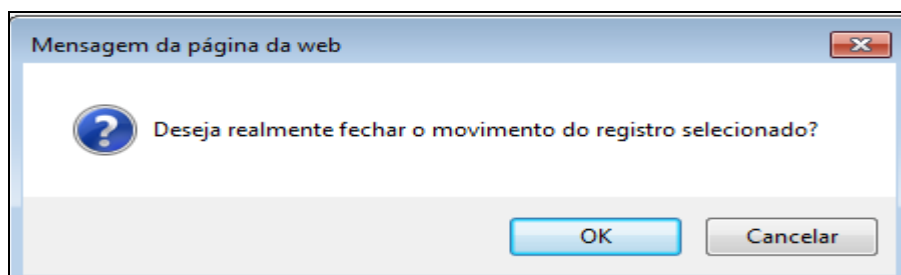 Mensagem da página da web
Deseja realmente fechar o movimento do registro selecionado?
OK
Cancelar